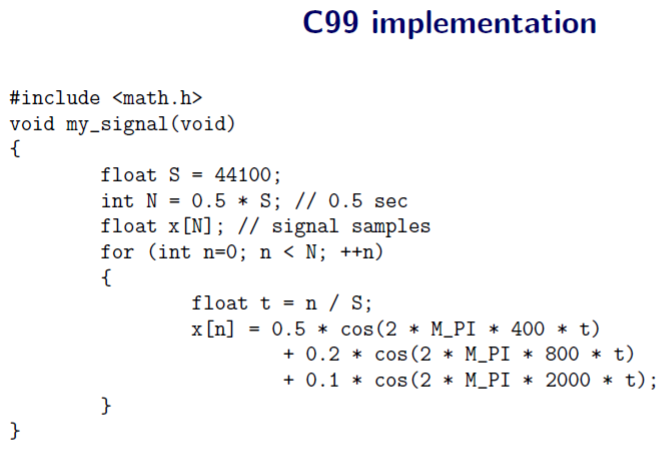 C99 implementation
#include <math.h>
void my_signal(void)
{
float S = 44100;
int N = 0.5 * S; // 0.5 sec
float x[N]; // signal samples
for (int n=0; n < N; ++n)
{
float t = n / S;
x[n] = 0.5 * cos(2 * M_PI * 400 * t)
+ 0.2 * cos(2 * M_PI * 800 * t)
+ 0.1 * cos(2 * M_PI * 2000 * t);
}
}